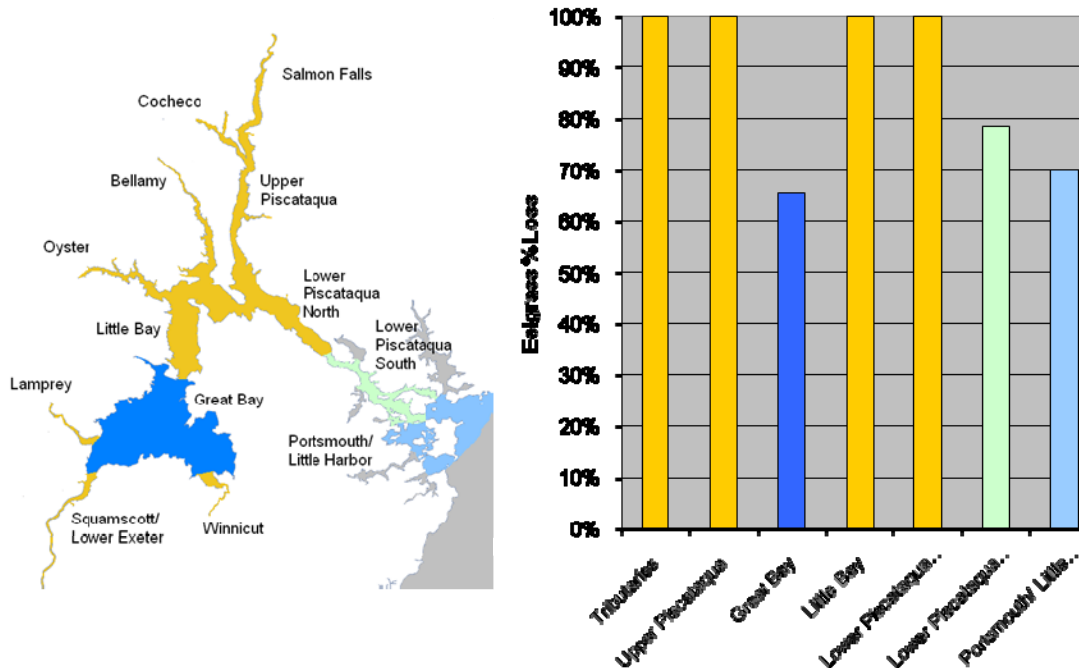 Salmon Falls
Cocheco
Bellamy
Upper
Piscataqua
Oyster
Lower
Piscataqua
North
Little Bay
Lower
Piscataqua
South
Lamprey
Great Bay
Portsmouth/
Little Harbor
Squamscott/
Lower Exeter
Winnicut
Eelgrass % Loss
100%
90%
80%
70%
60%
50%
40%
30%
20%
10%
0%
Tributaries
Upper Piscataqua
Great Bay
Little Bay
Lower Piscataqua..
Lower Piscataqua..
Portsmouth/ Little..